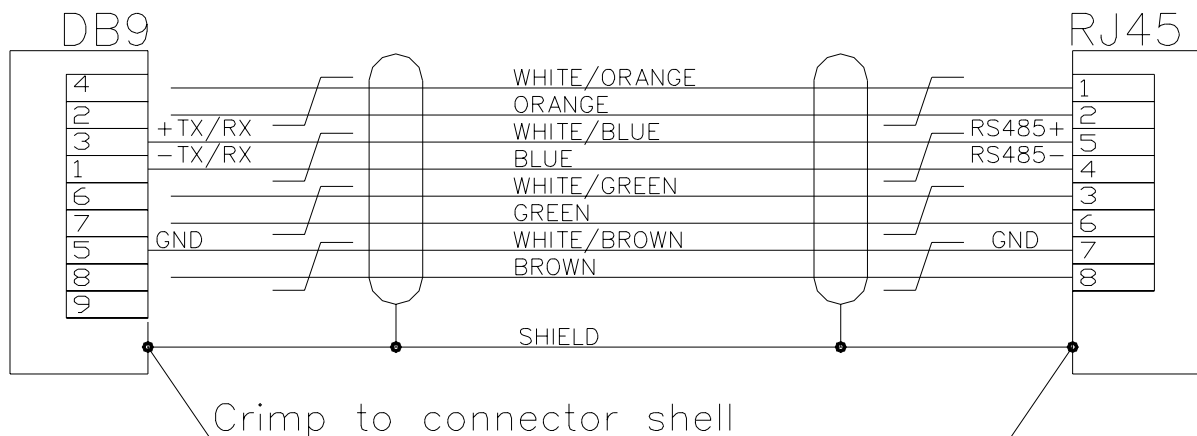 DB9 RJ45
4 WHITE/ORANGE 1
2 ORANGE 2
+TX/RX
3 WHITE/BLUE RS485+ 5
-TX/RX
1 BLUE RS485- 4
6 WHITE/GREEN 3
7 GREEN 6
5 GND WHITE/BROWN GND 7
8 BROWN 8
9
SHIELD
Crimp to connector shell